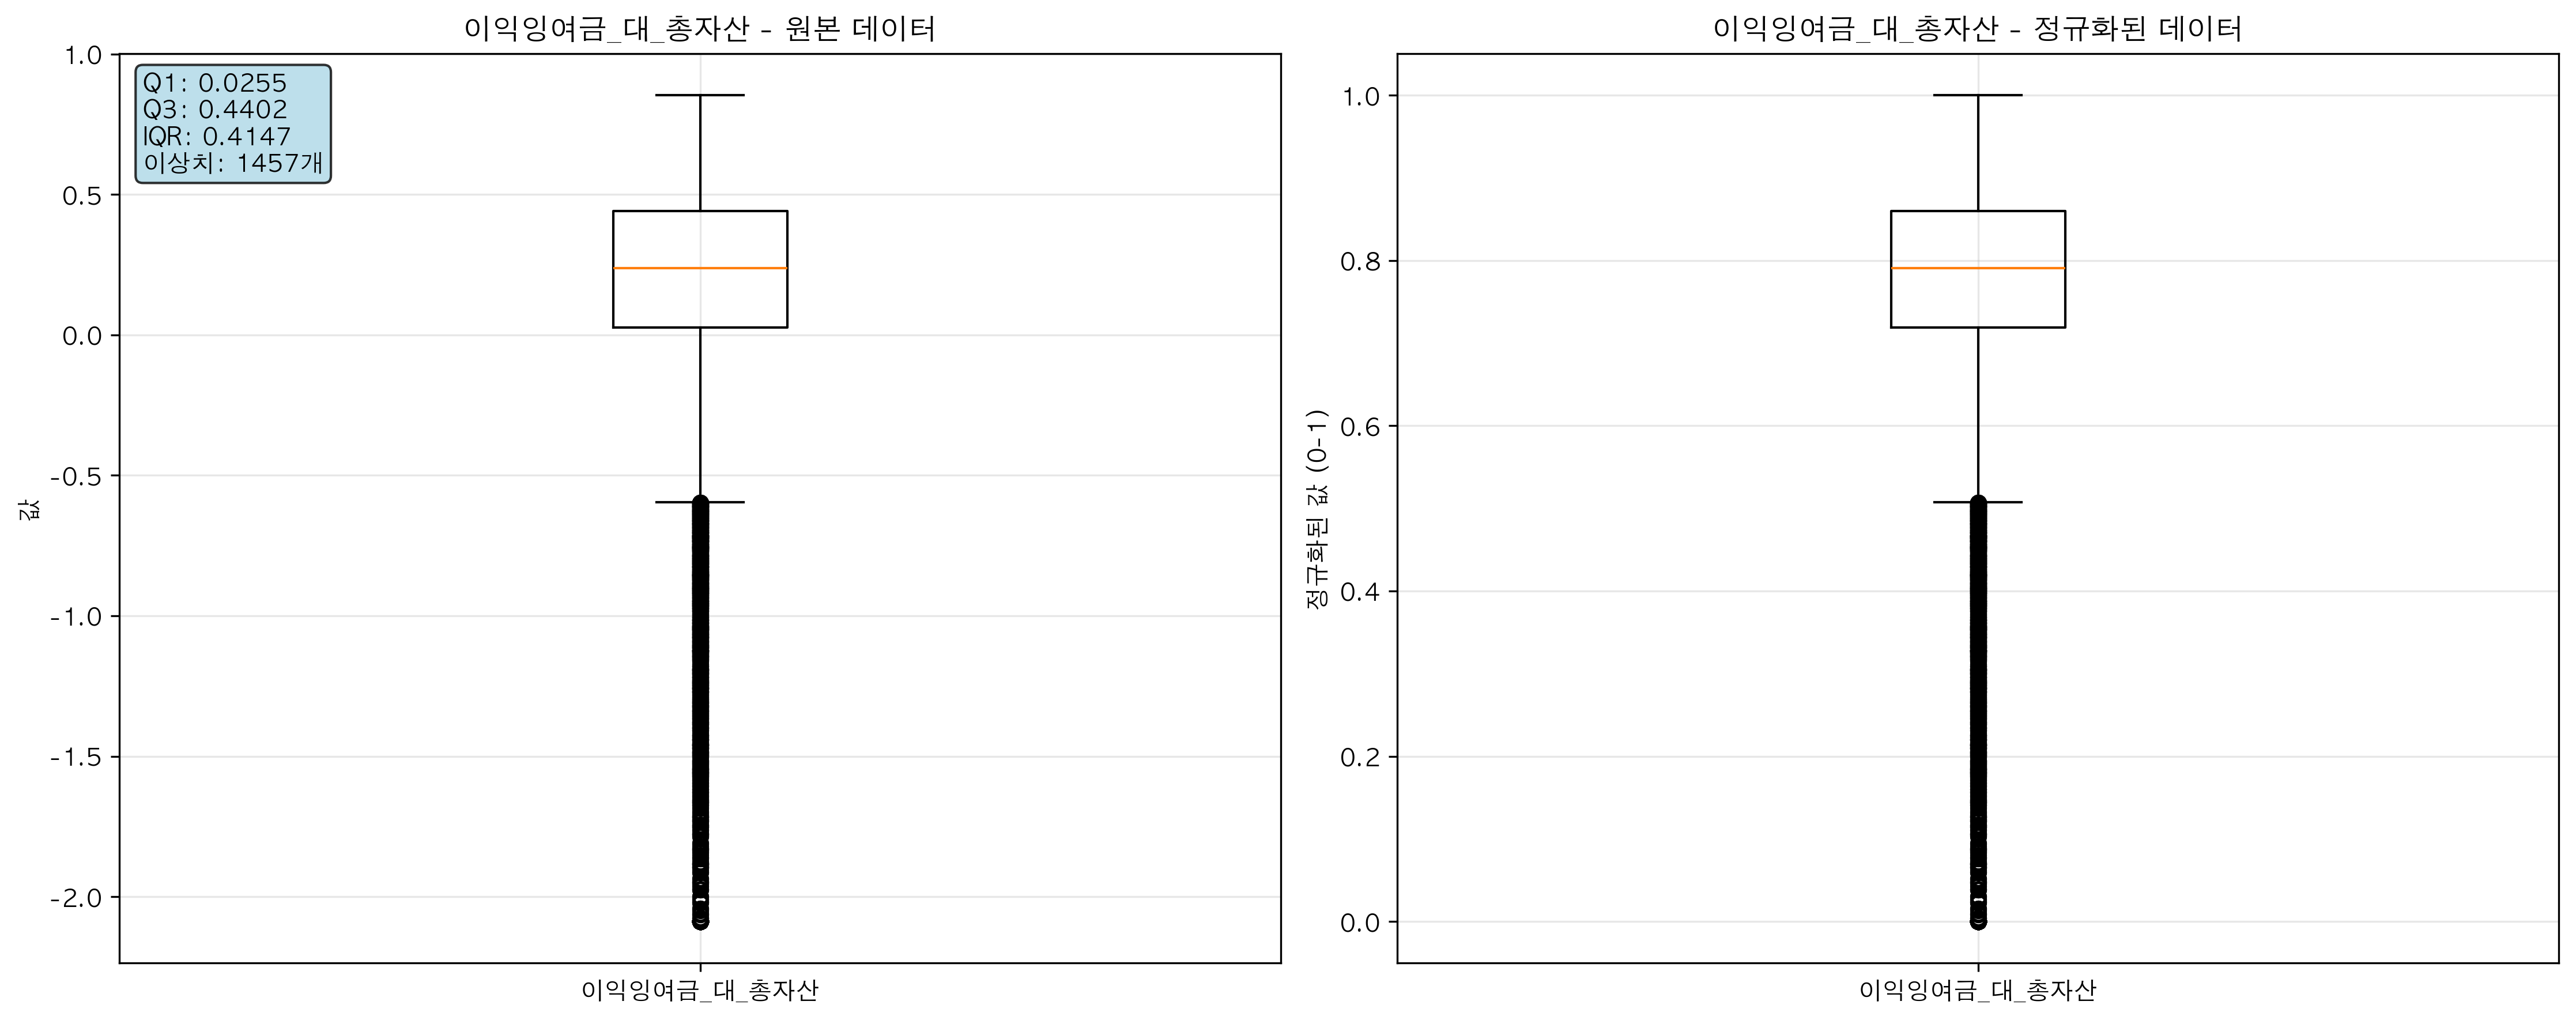 이익잉여금_대_총자산 - 원본 데이터
1.0
0.5
0.0
-0.5
-1.0
-1.5
-2.0
값
Q1: 0.0255
Q3: 0.4402
IQR: 0.4147
이상치: 1457개
이익잉여금_대_총자산
이익잉여금_대_총자산 - 정규화된 데이터
1.0
0.8
0.6
0.4
0.2
0.0
정규화된 값 (0-1)
이익잉여금_대_총자산